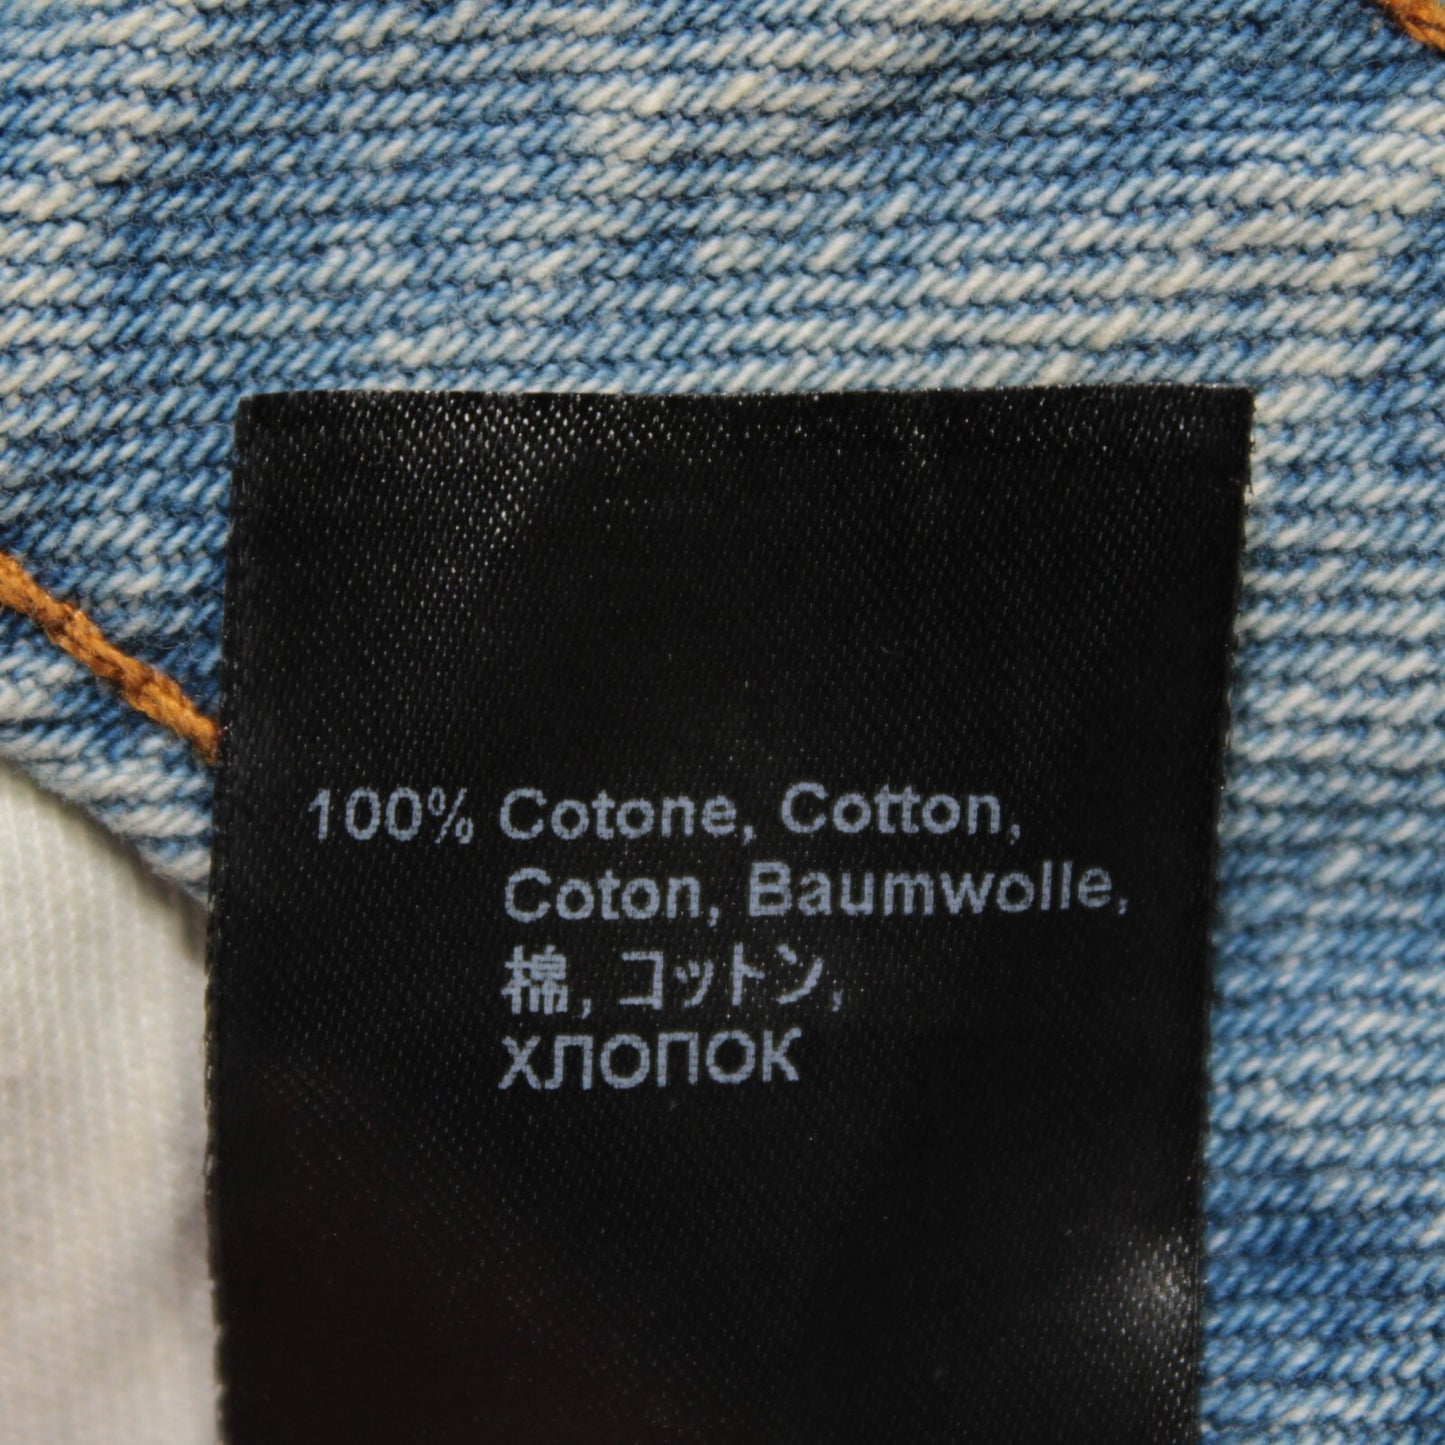 100% Cotone, Cotton,
Coton, Baumwolle,
棉, コットン,
ХЛОПОК